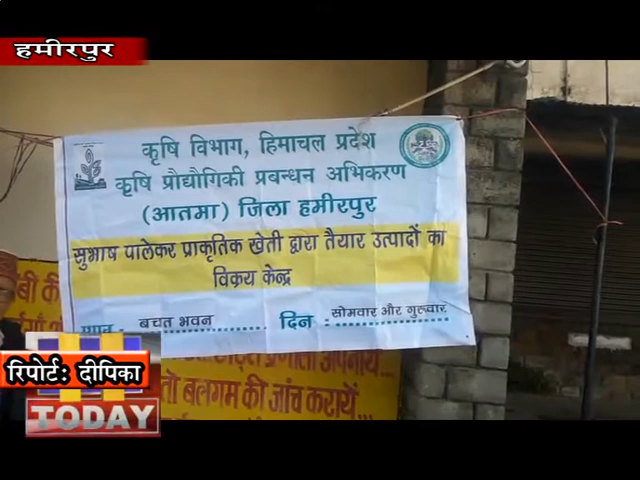 हमीरपुर
कृषि विभाग, हिमाचल प्रदेश
कृषि प्रौद्योगिकी प्रबन्धन अभिकरण
(आतमा) जिला हमीरपुर
सुभाष पालेकर प्राकृतिक खेती द्वारा तैयार उत्पादों का
विक्रय केन्द्र
बचत भवन दिन : सोमवार और गुरूवार
बी की
अपनायें...
तो बलगम की जांच करायें...
रिपोर्ट: दीपिका
TODAY